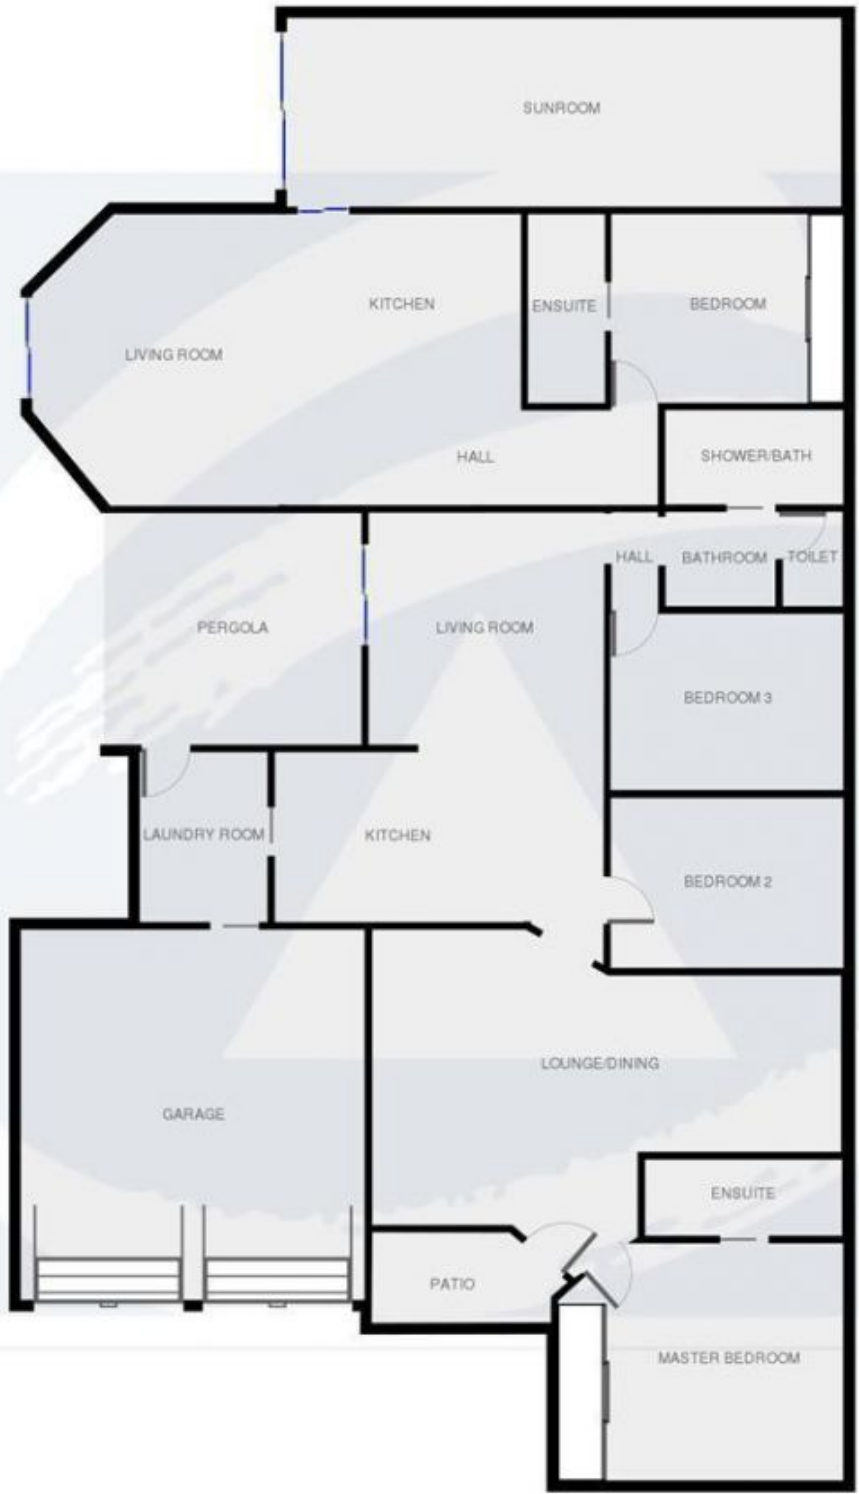 SUNROOM
KITCHEN
ENSUITE
BEDROOM
LIVING ROOM
HALL
SHOWER/BATH
HALL
BATHROOM
TOILET
PERGOLA
LIVING ROOM
BEDROOM 3
LAUNDRY ROOM
KITCHEN
BEDROOM 2
LOUNGE/DINING
GARAGE
ENSUITE
PATIO
MASTER BEDROOM